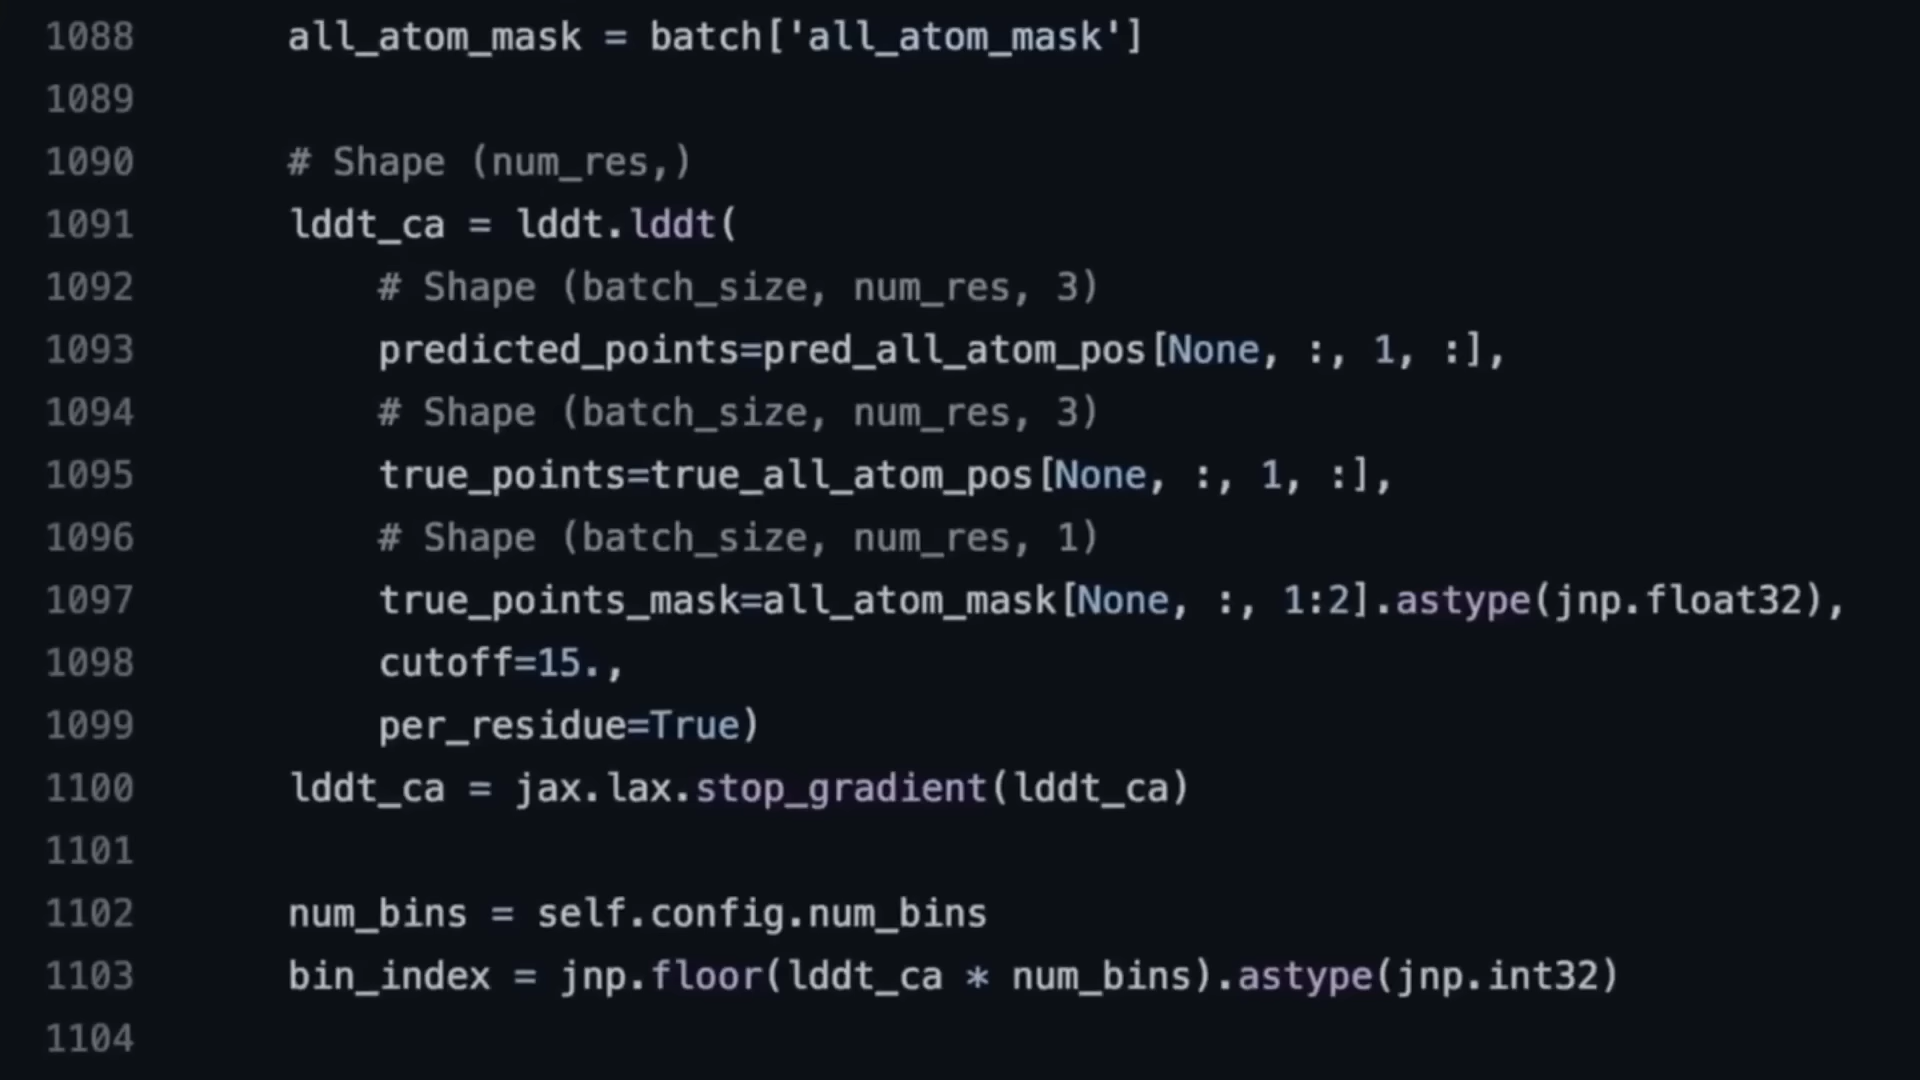 1088 all_atom_mask = batch['all_atom_mask']
1089
1090 # Shape (num_res,)
1091 lddt_ca = lddt.lddt(
1092 # Shape (batch_size, num_res, 3)
1093 predicted_points=pred_all_atom_pos[None, :, 1, :],
1094 # Shape (batch_size, num_res, 3)
1095 true_points=true_all_atom_pos[None, :, 1, :],
1096 # Shape (batch_size, num_res, 1)
1097 true_points_mask=all_atom_mask[None, :, 1:2].astype(jnp.float32),
1098 cutoff=15.,
1099 per_residue=True)
1100 lddt_ca = jax.lax.stop_gradient(lddt_ca)
1101
1102 num_bins = self.config.num_bins
1103 bin_index = jnp.floor(lddt_ca * num_bins).astype(jnp.int32)
1104